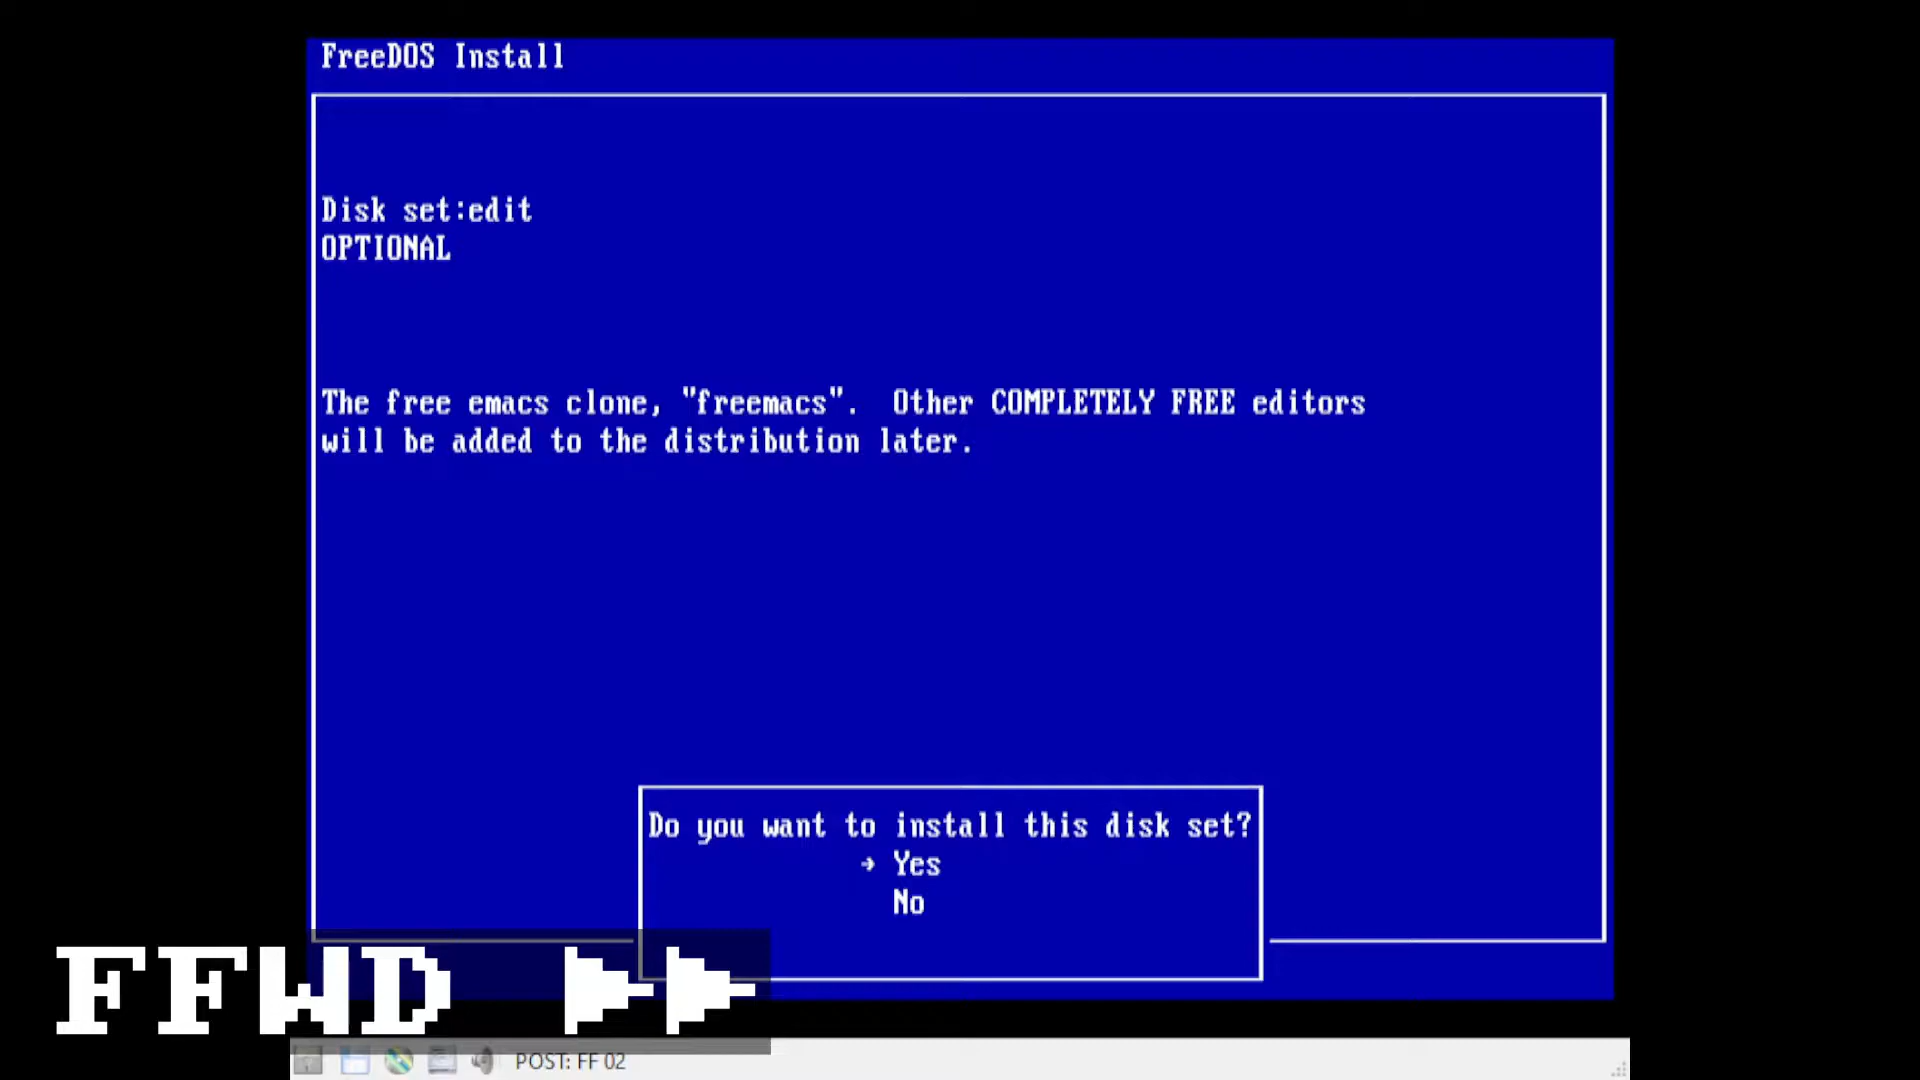 FreeDOS Install
Disk set:edit
OPTIONAL
The free emacs clone, "freemacs". Other COMPLETELY FREE editors
will be added to the distribution later.
Do you want to install this disk set?
→ Yes
No
FFWD ▶▶
POST: FF 02